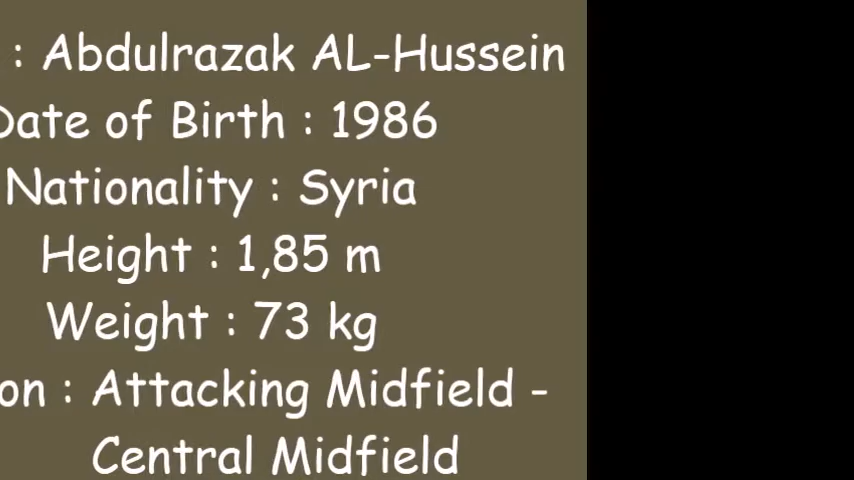 : Abdulrazak AL-Hussein
Date of Birth : 1986
Nationality : Syria
Height : 1,85 m
Weight : 73 kg
on : Attacking Midfield -
Central Midfield